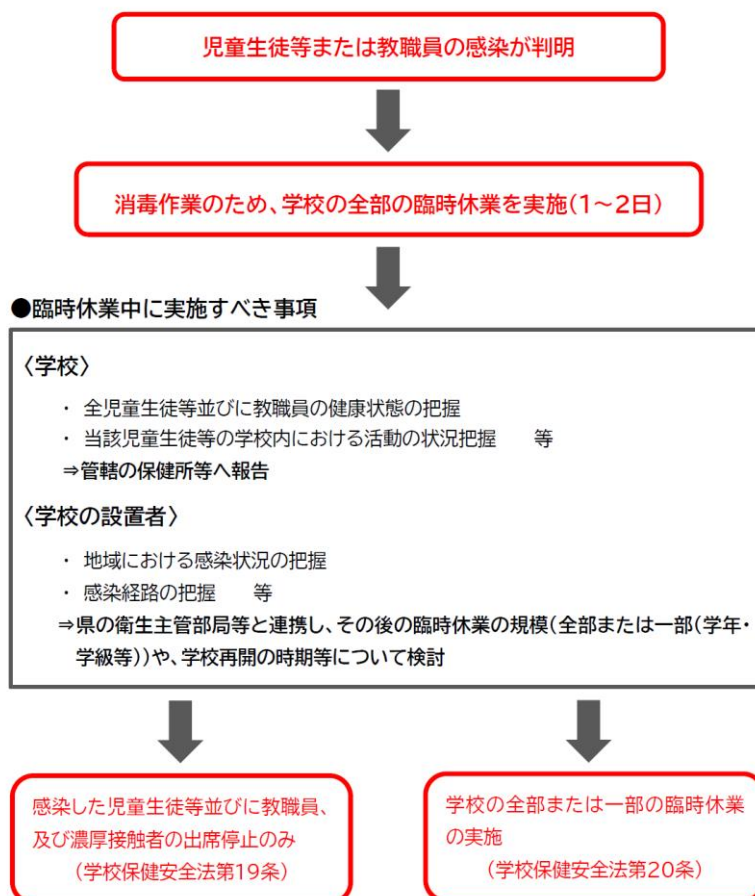 児童生徒等または教職員の感染が判明
消毒作業のため、学校の全部の臨時休業を実施(1～2日)
●臨時休業中に実施すべき事項
〈学校〉
・ 全児童生徒等並びに教職員の健康状態の把握
・ 当該児童生徒等の学校内における活動の状況把握　　等
⇒管轄の保健所等へ報告
〈学校の設置者〉
・ 地域における感染状況の把握
・ 感染経路の把握　　等
⇒県の衛生主管部局等と連携し、その後の臨時休業の規模(全部または一部(学年・
学級等))や、学校再開の時期等について検討
感染した児童生徒等並びに教職員、
及び濃厚接触者の出席停止のみ
(学校保健安全法第19条)
学校の全部または一部の臨時休業
の実施
(学校保健安全法第20条)